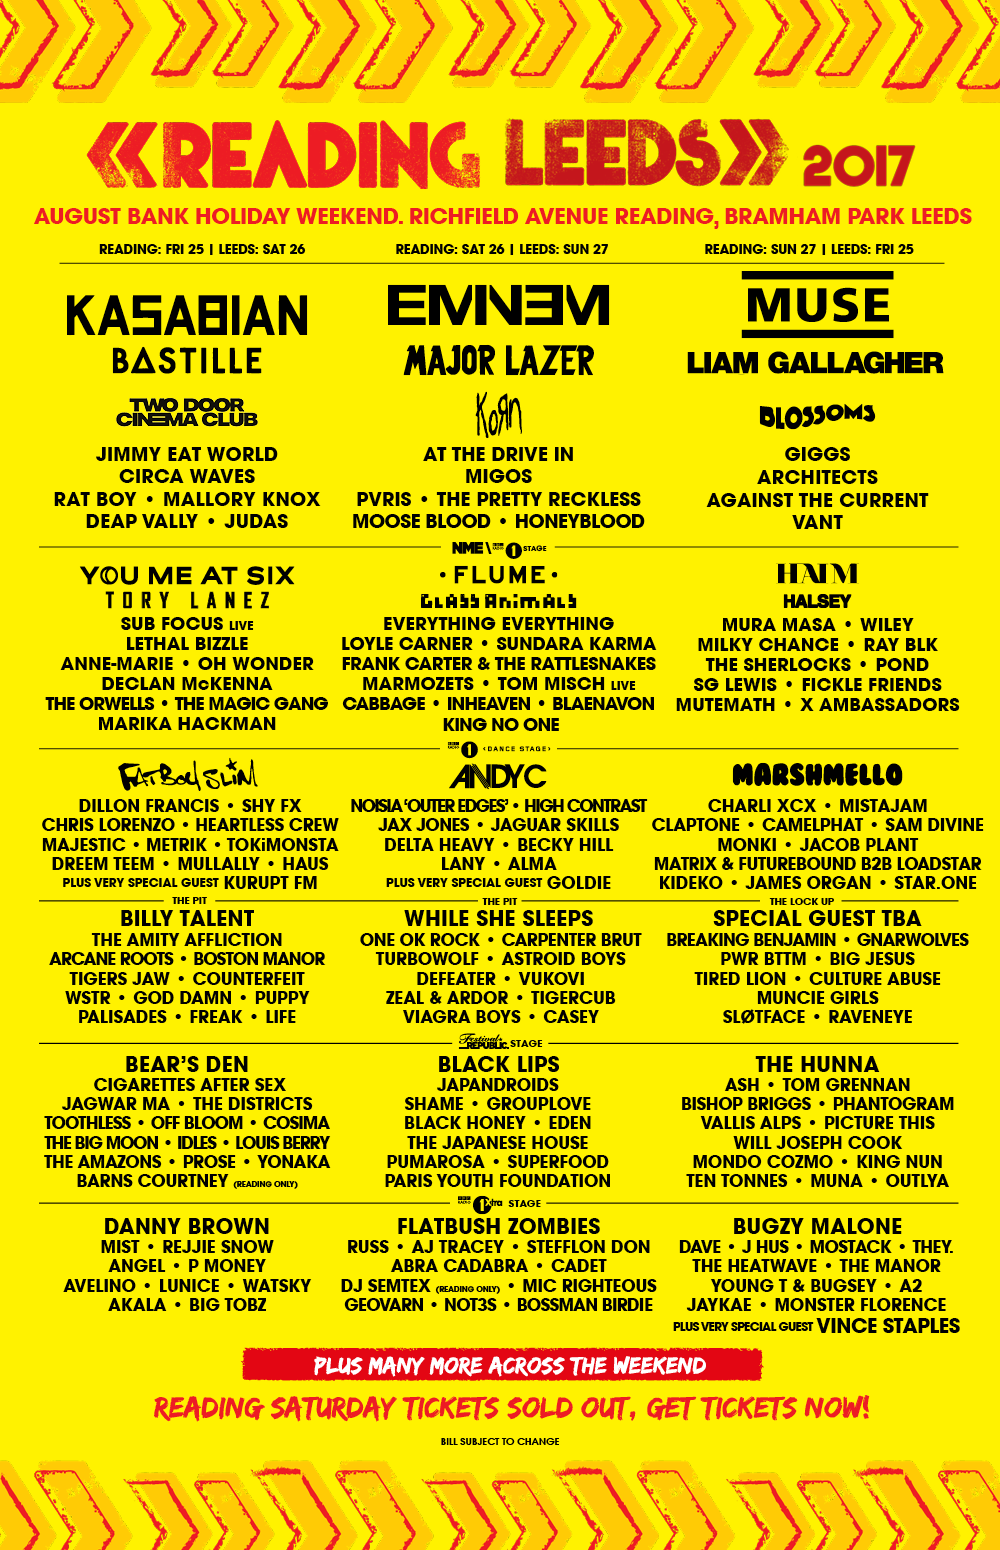 READING LEEDS 2017
AUGUST BANK HOLIDAY WEEKEND. RICHFIELD AVENUE READING, BRAMHAM PARK LEEDS
READING: FRI 25 | LEEDS: SAT 26
KASABIAN
BASTILLE
TWO DOOR
CINEMA CLUB
JIMMY EAT WORLD
CIRCA WAVES
RAT BOY • MALLORY KNOX
DEAP VALLY • JUDAS
READING: SAT 26 | LEEDS: SUN 27
EMINEM
MAJOR LAZER
KoRn
AT THE DRIVE IN
MIGOS
PVRIS • THE PRETTY RECKLESS
MOOSE BLOOD • HONEYBLOOD
READING: SUN 27 | LEEDS: FRI 25
MUSE
LIAM GALLAGHER
BLOSSOMS
GIGGS
ARCHITECTS
AGAINST THE CURRENT
VANT
NME \ BBC RADIO 1 STAGE
YOU ME AT SIX
TORY LANEZ
SUB FOCUS LIVE
LETHAL BIZZLE
ANNE-MARIE • OH WONDER
DECLAN McKENNA
THE ORWELLS • THE MAGIC GANG
MARIKA HACKMAN
• FLUME •
GLASS ANIMALS
EVERYTHING EVERYTHING
LOYLE CARNER • SUNDARA KARMA
FRANK CARTER & THE RATTLESNAKES
MARMOZETS • TOM MISCH LIVE
CABBAGE • INHEAVEN • BLAENAVON
KING NO ONE
HAIM
HALSEY
MURA MASA • WILEY
MILKY CHANCE • RAY BLK
THE SHERLOCKS • POND
SG LEWIS • FICKLE FRIENDS
MUTEMATH • X AMBASSADORS
BBC RADIO 1 <DANCE STAGE>
FATBOY SLIM
DILLON FRANCIS • SHY FX
CHRIS LORENZO • HEARTLESS CREW
MAJESTIC • METRIK • TOKiMONSTA
DREEM TEEM • MULLALLY • HAUS
PLUS VERY SPECIAL GUEST KURUPT FM
ANDY C
NOISIA 'OUTER EDGES' • HIGH CONTRAST
JAX JONES • JAGUAR SKILLS
DELTA HEAVY • BECKY HILL
LANY • ALMA
PLUS VERY SPECIAL GUEST GOLDIE
MARSHMELLO
CHARLI XCX • MISTAJAM
CLAPTONE • CAMELPHAT • SAM DIVINE
MONKI • JACOB PLANT
MATRIX & FUTUREBOUND B2B LOADSTAR
KIDEKO • JAMES ORGAN • STAR.ONE
THE PIT
BILLY TALENT
THE AMITY AFFLICTION
ARCANE ROOTS • BOSTON MANOR
TIGERS JAW • COUNTERFEIT
WSTR • GOD DAMN • PUPPY
PALISADES • FREAK • LIFE
THE PIT
WHILE SHE SLEEPS
ONE OK ROCK • CARPENTER BRUT
TURBOWOLF • ASTROID BOYS
DEFEATER • VUKOVI
ZEAL & ARDOR • TIGERCUB
VIAGRA BOYS • CASEY
THE LOCK UP
SPECIAL GUEST TBA
BREAKING BENJAMIN • GNARWOLVES
PWR BTTM • BIG JESUS
TIRED LION • CULTURE ABUSE
MUNCIE GIRLS
SLØTFACE • RAVENEYE
Festival REPUBLIC. STAGE
BEAR'S DEN
CIGARETTES AFTER SEX
JAGWAR MA • THE DISTRICTS
TOOTHLESS • OFF BLOOM • COSIMA
THE BIG MOON • IDLES • LOUIS BERRY
THE AMAZONS • PROSE • YONAKA
BARNS COURTNEY (READING ONLY)
BLACK LIPS
JAPANDROIDS
SHAME • GROUPLOVE
BLACK HONEY • EDEN
THE JAPANESE HOUSE
PUMAROSA • SUPERFOOD
PARIS YOUTH FOUNDATION
THE HUNNA
ASH • TOM GRENNAN
BISHOP BRIGGS • PHANTOGRAM
VALLIS ALPS • PICTURE THIS
WILL JOSEPH COOK
MONDO COZMO • KING NUN
TEN TONNES • MUNA • OUTLYA
BBC RADIO 1Xtra STAGE
DANNY BROWN
MIST • REJJIE SNOW
ANGEL • P MONEY
AVELINO • LUNICE • WATSKY
AKALA • BIG TOBZ
FLATBUSH ZOMBIES
RUSS • AJ TRACEY • STEFFLON DON
ABRA CADABRA • CADET
DJ SEMTEX (READING ONLY) • MIC RIGHTEOUS
GEOVARN • NOT3S • BOSSMAN BIRDIE
BUGZY MALONE
DAVE • J HUS • MOSTACK • THEY.
THE HEATWAVE • THE MANOR
YOUNG T & BUGSEY • A2
JAYKAE • MONSTER FLORENCE
PLUS VERY SPECIAL GUEST VINCE STAPLES
PLUS MANY MORE ACROSS THE WEEKEND
READING SATURDAY TICKETS SOLD OUT, GET TICKETS NOW!
BILL SUBJECT TO CHANGE